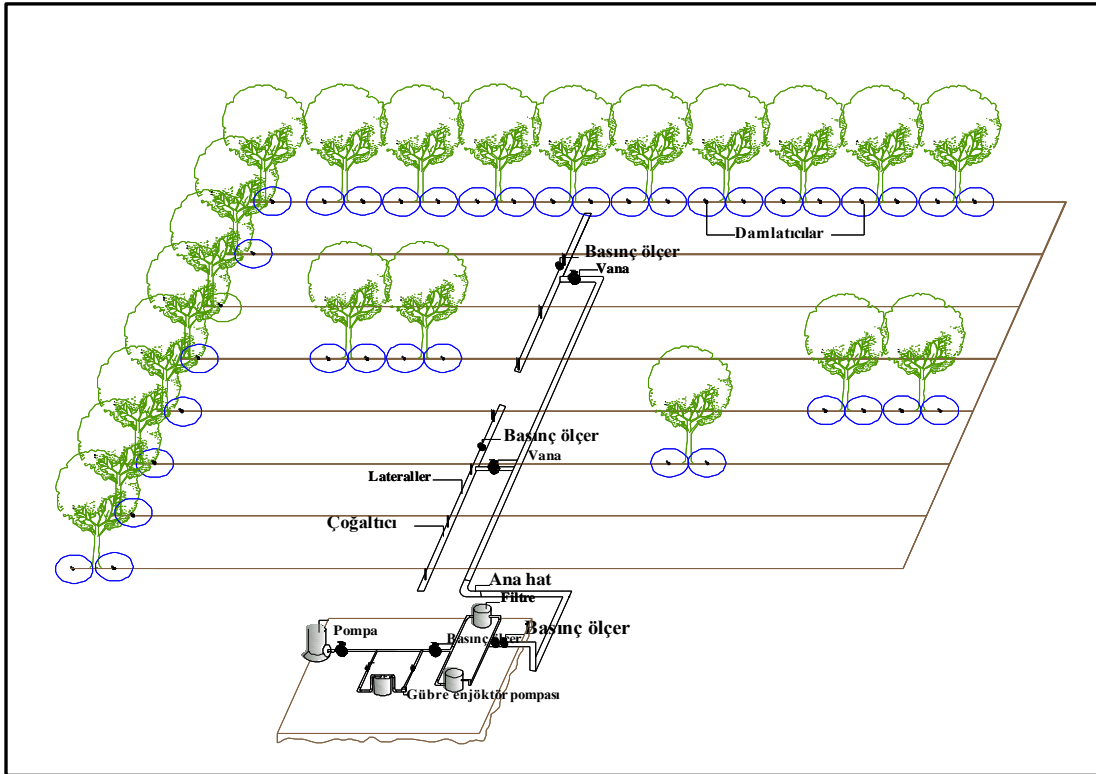 Damlatıcılar
Basınç ölçer
Vana
Basınç ölçer
Vana
Lateraller
Çoğaltıcı
Ana hat
Filtre
Pompa
Basınç ölçer
Basınç ölçer
Gübre enjöktör pompası